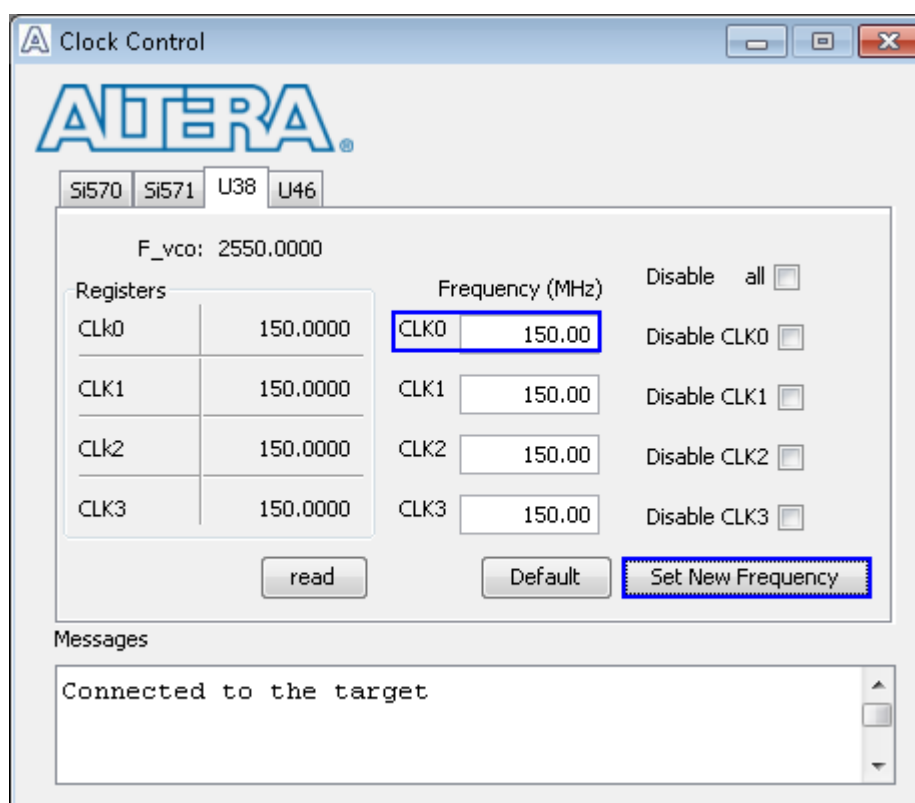 Clock Control
ALTERA®
Si570 Si571 U38 U46
F_vco: 2550.0000
Registers
Frequency (MHz)
Disable all
CLk0 150.0000 CLK0 150.00 Disable CLK0
CLK1 150.0000 CLK1 150.00 Disable CLK1
CLk2 150.0000 CLK2 150.00 Disable CLK2
CLK3 150.0000 CLK3 150.00 Disable CLK3
read Default Set New Frequency
Messages
Connected to the target